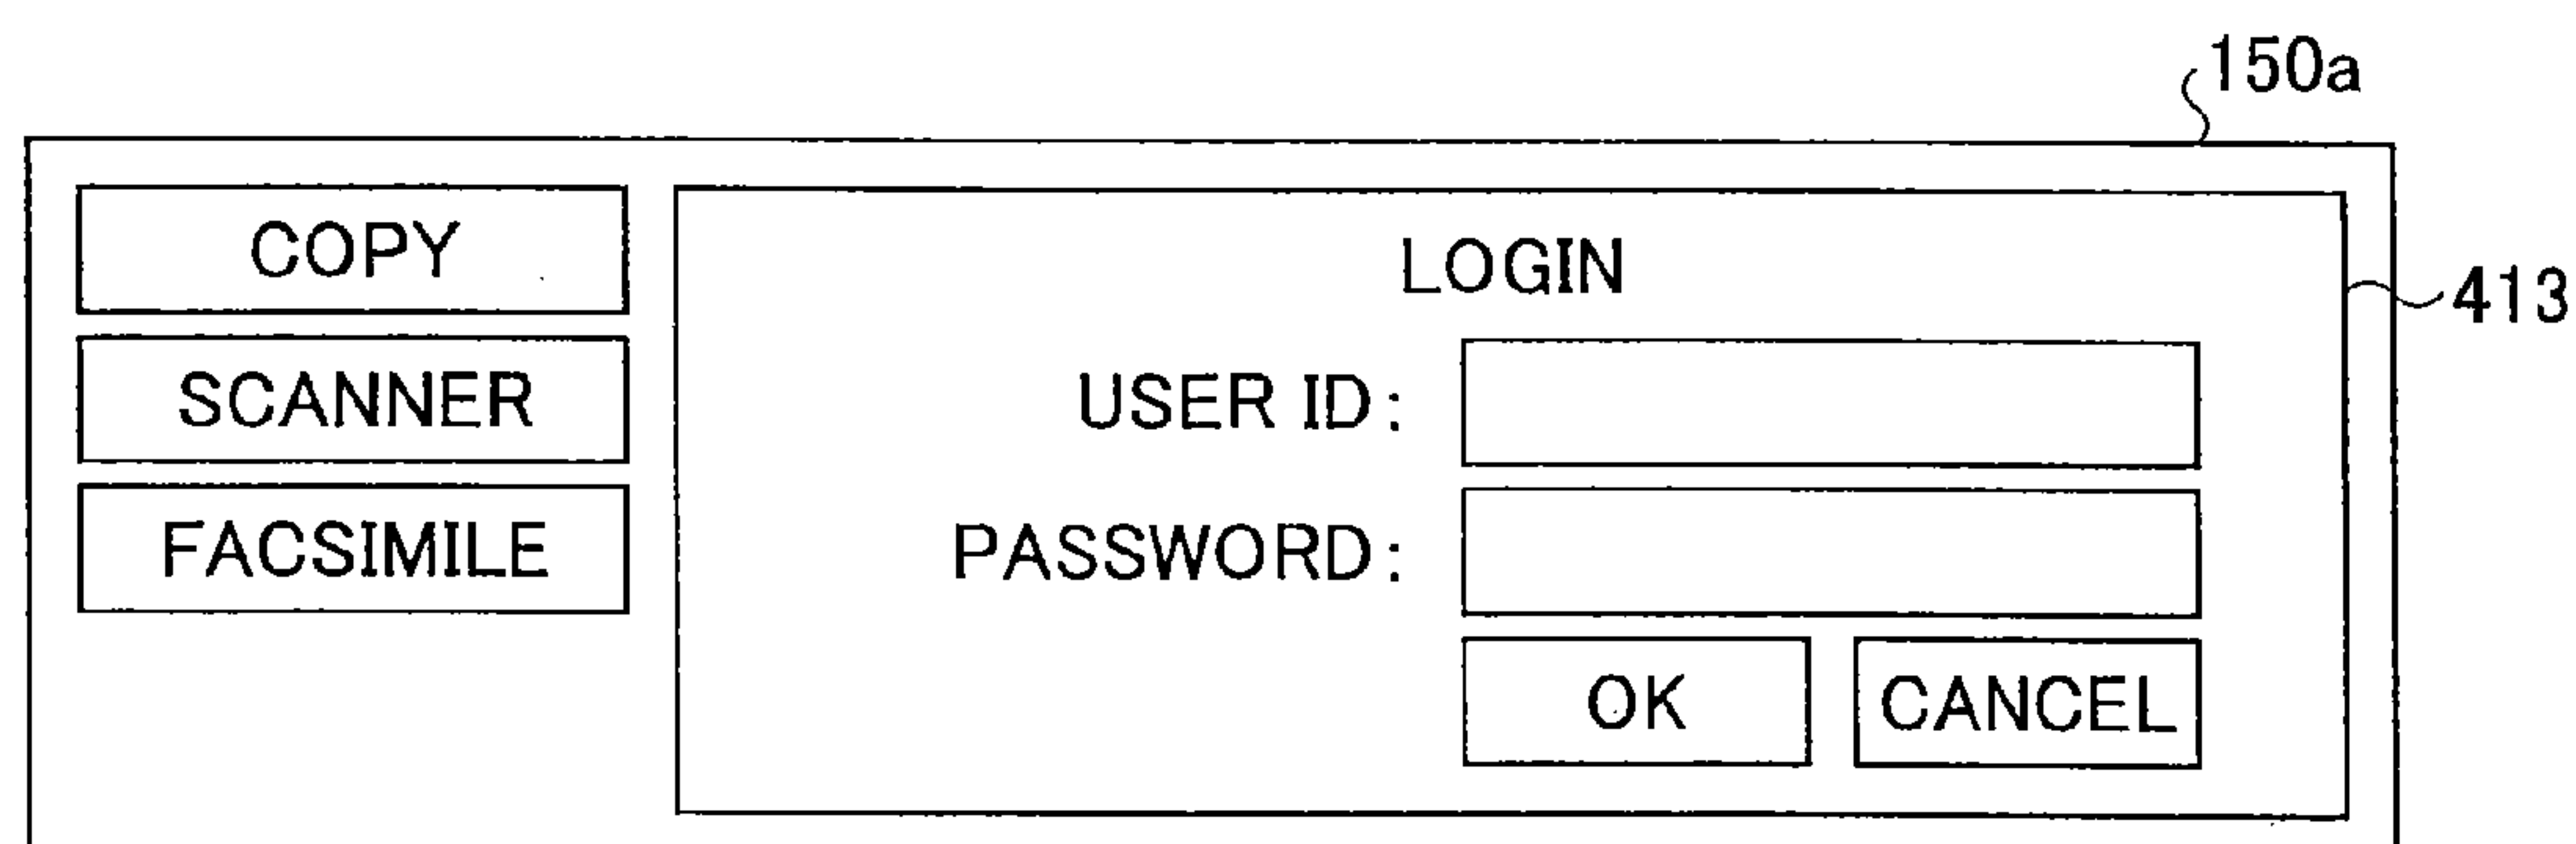 150a
COPY
SCANNER
FACSIMILE
LOGIN
413
USER ID:
PASSWORD:
OK
CANCEL